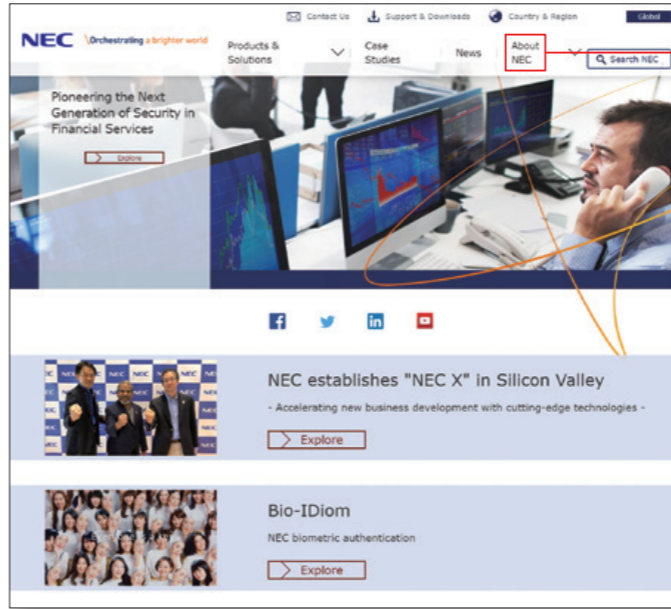 Contact Us Support & Downloads Country & Region Global
NEC \Orchestrating a brighter world
Products & Solutions
Case Studies
News
About NEC
Search NEC
Pioneering the Next
Generation of Security in
Financial Services
Explore
NEC establishes "NEC X" in Silicon Valley
- Accelerating new business development with cutting-edge technologies -
Explore
Bio-IDiom
NEC biometric authentication
Explore